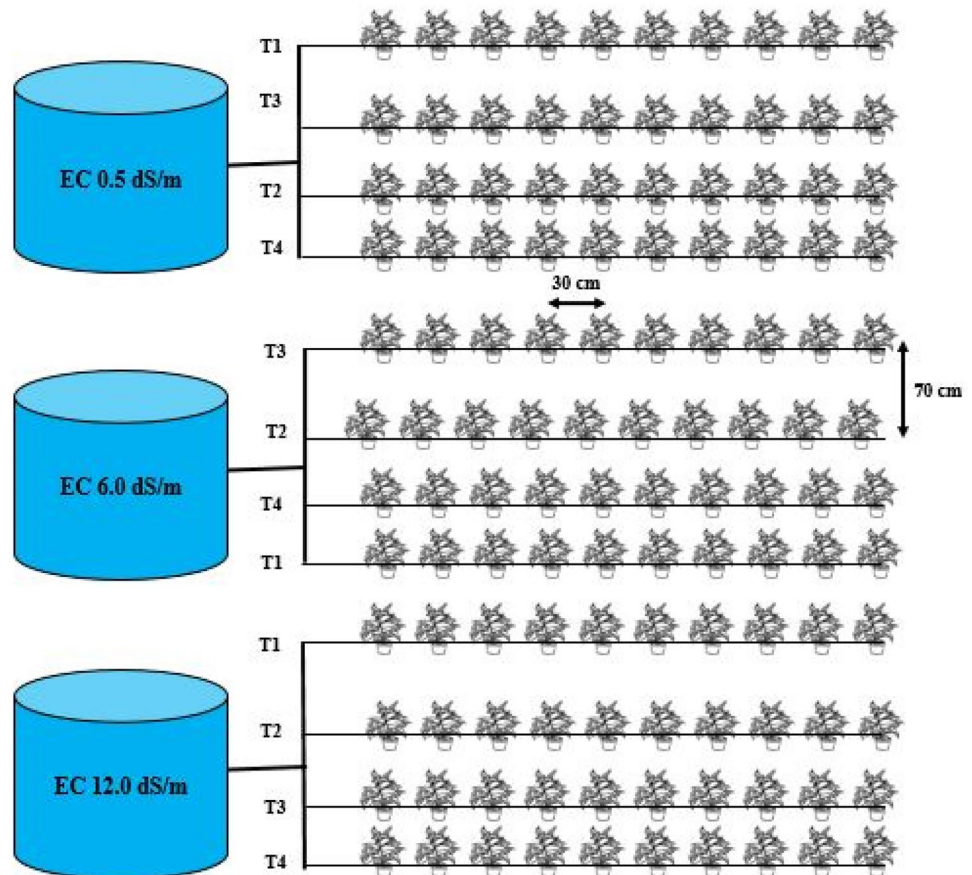 T1
T3
EC 0.5 dS/m
T2
T4
30 cm
T3
70 cm
T2
EC 6.0 dS/m
T4
T1
T1
T2
EC 12.0 dS/m
T3
T4